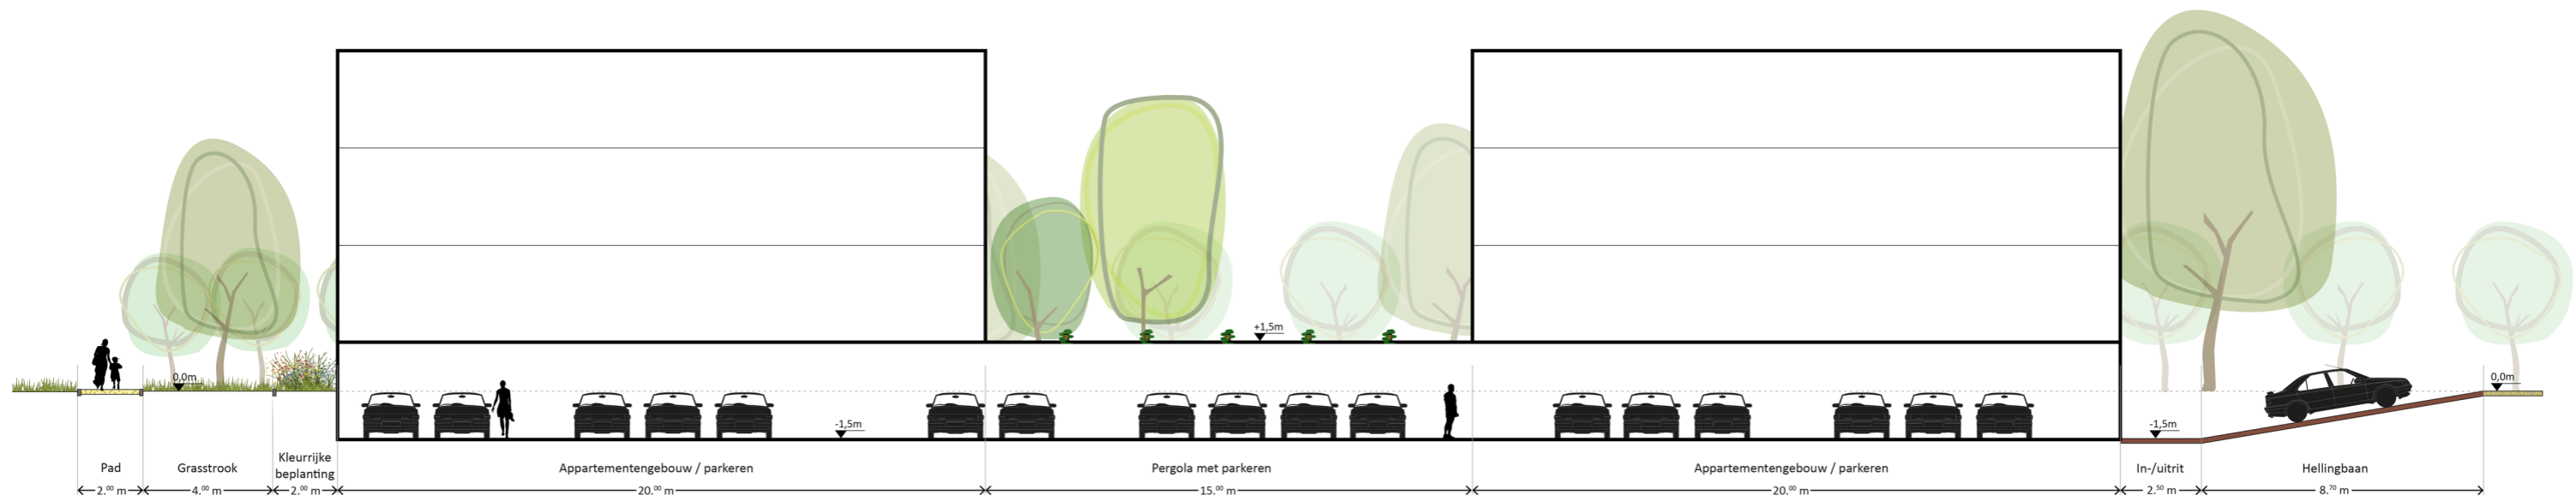 +1,5m
0,0m
0,0m
-1,5m
-1,5m
Pad
Grasstrook
Kleurrijke
beplanting
Appartementengebouw / parkeren
Pergola met parkeren
Appartementengebouw / parkeren
In-/uitrit
Hellingbaan
2.⁰⁰ m
4.⁰⁰ m
2.⁰⁰ m
20.⁰⁰ m
15.⁰⁰ m
20.⁰⁰ m
2.⁵⁰ m
8.⁷⁰ m